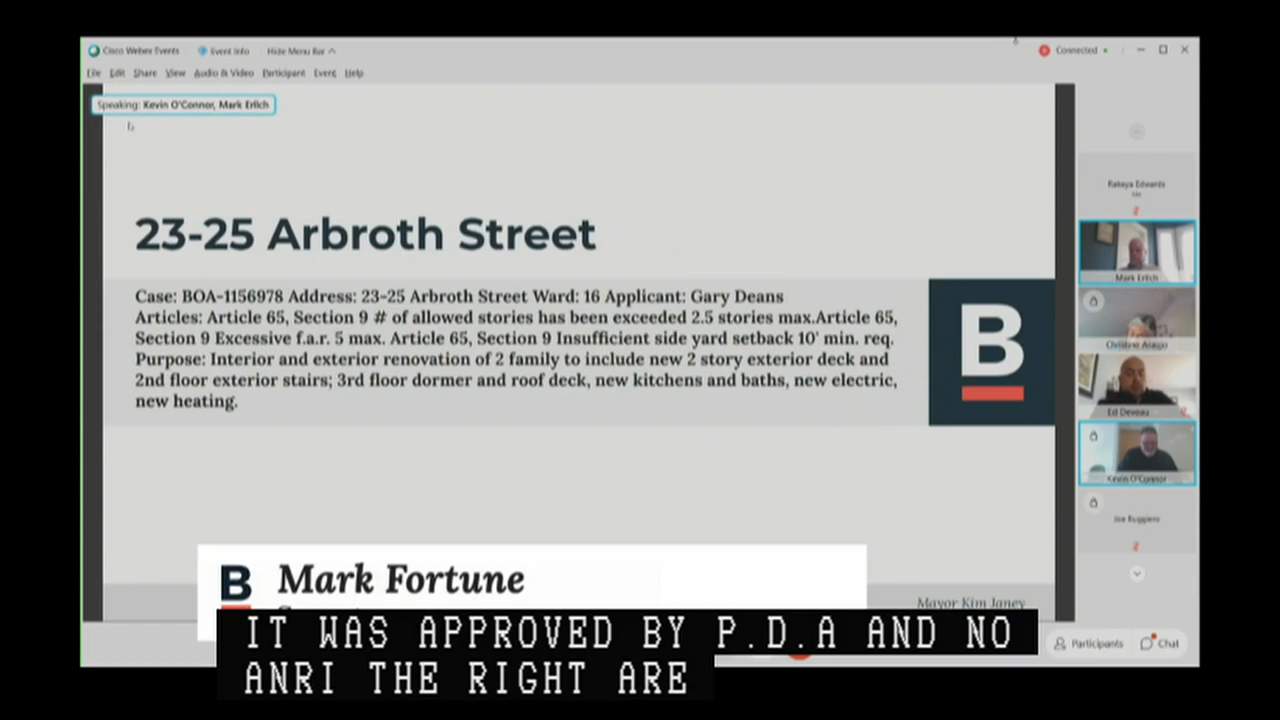 Cisco Webex Events Event Info Hide Menu Bar Connected
File Edit Share View Audio & Video Participant Event Help
Speaking: Kevin O'Connor, Mark Erlich
23-25 Arbroth Street
Case: BOA-1156978 Address: 23-25 Arbroth Street Ward: 16 Applicant: Gary Deans
Articles: Article 65, Section 9 # of allowed stories has been exceeded 2.5 stories max.Article 65,
Section 9 Excessive f.a.r. 5 max. Article 65, Section 9 Insufficient side yard setback 10' min. req.
Purpose: Interior and exterior renovation of 2 family to include new 2 story exterior deck and
2nd floor exterior stairs; 3rd floor dormer and roof deck, new kitchens and baths, new electric,
new heating.
B
Rakeya Edwards
Me
Mark Erlich
Christine Araujo
Ed Deveau
Kevin O'Connor
Joe Ruggiero
B Mark Fortune
Mayor Kim Janey
IT WAS APPROVED BY P.D.A AND NO
ANRI THE RIGHT ARE
Participants Chat